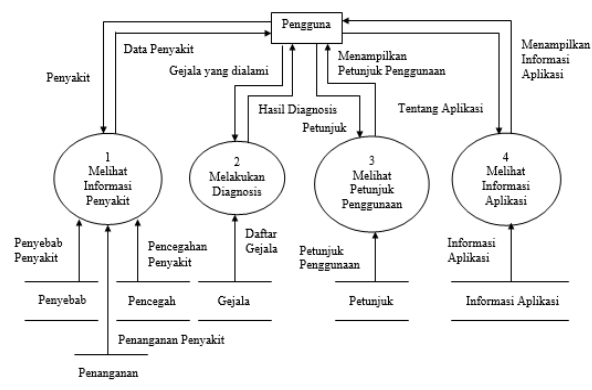 Pengguna
Data Penyakit
Penyakit
Gejala yang dialami
Hasil Diagnosis
Petunjuk
Menampilkan
Petunjuk Penggunaan
Tentang Aplikasi
Menampilkan
Informasi
Aplikasi
1
Melihat
Informasi
Penyakit
2
Melakukan
Diagnosis
3
Melihat
Petunjuk
Penggunaan
4
Melihat
Informasi
Aplikasi
Penyebab
Penyakit
Pencegahan
Penyakit
Daftar
Gejala
Petunjuk
Penggunaan
Informasi
Aplikasi
Penyebab
Pencegah
Gejala
Petunjuk
Informasi Aplikasi
Penanganan Penyakit
Penanganan